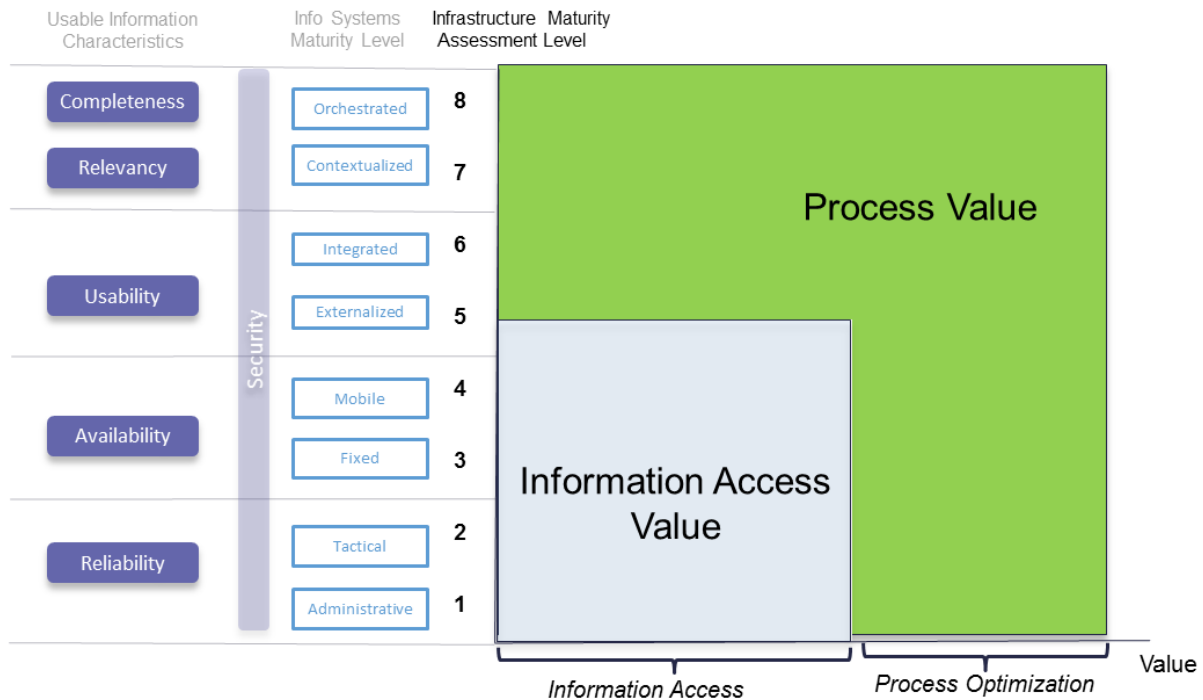 Usable Information
Characteristics
Info Systems
Maturity Level
Infrastructure Maturity
Assessment Level
Completeness
Relevancy
Usability
Availability
Reliability
Security
Orchestrated
8
Contextualized
7
Integrated
6
Externalized
5
Mobile
4
Fixed
3
Tactical
2
Administrative
1
Process Value
Information Access
Value
Value
Information Access
Process Optimization